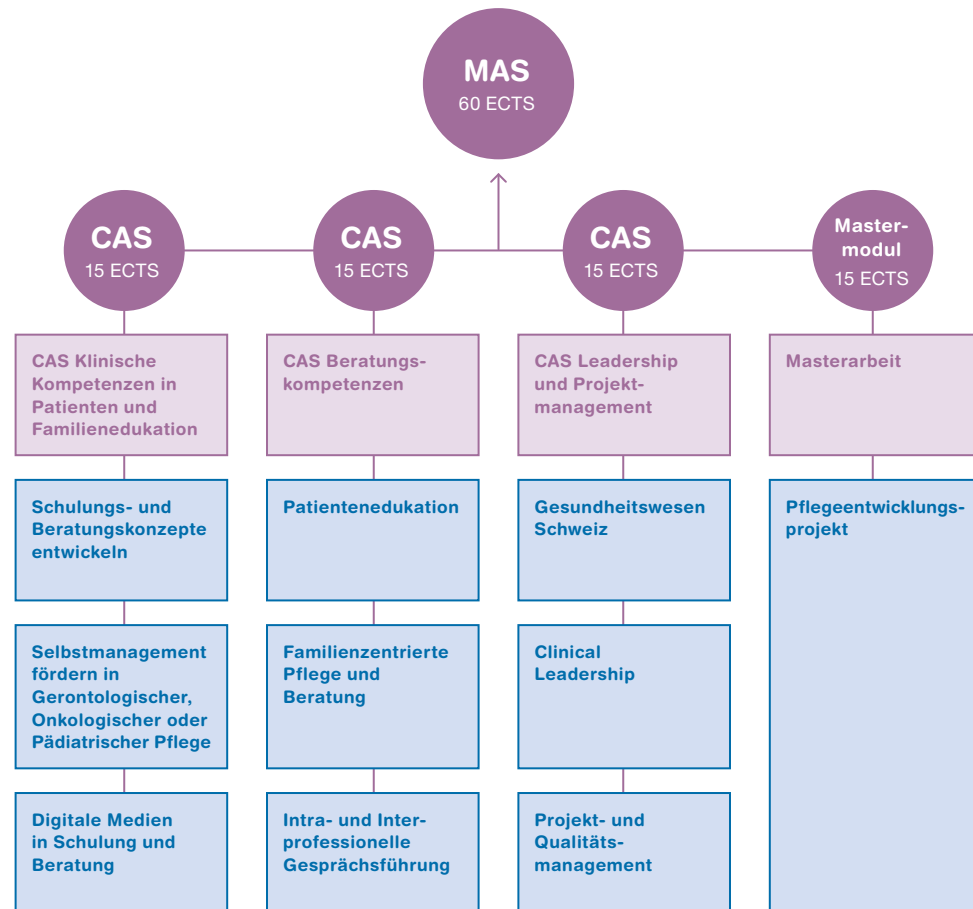 MAS
60 ECTS
CAS
15 ECTS
CAS
15 ECTS
CAS
15 ECTS
Master-
modul
15 ECTS
CAS Klinische
Kompetenzen in
Patienten und
Familienedukation
CAS Beratungs-
kompetenzen
CAS Leadership
und Projekt-
management
Masterarbeit
Schulungs- und
Beratungskonzepte
entwickeln
Patientenedukation
Gesundheitswesen
Schweiz
Pflegeentwicklungs-
projekt
Selbstmanagement
fördern in
Gerontologischer,
Onkologischer oder
Pädiatrischer Pflege
Familienzentrierte
Pflege und
Beratung
Clinical
Leadership
Digitale Medien
in Schulung und
Beratung
Intra- und Inter-
professionelle
Gesprächsführung
Projekt- und
Qualitäts-
management